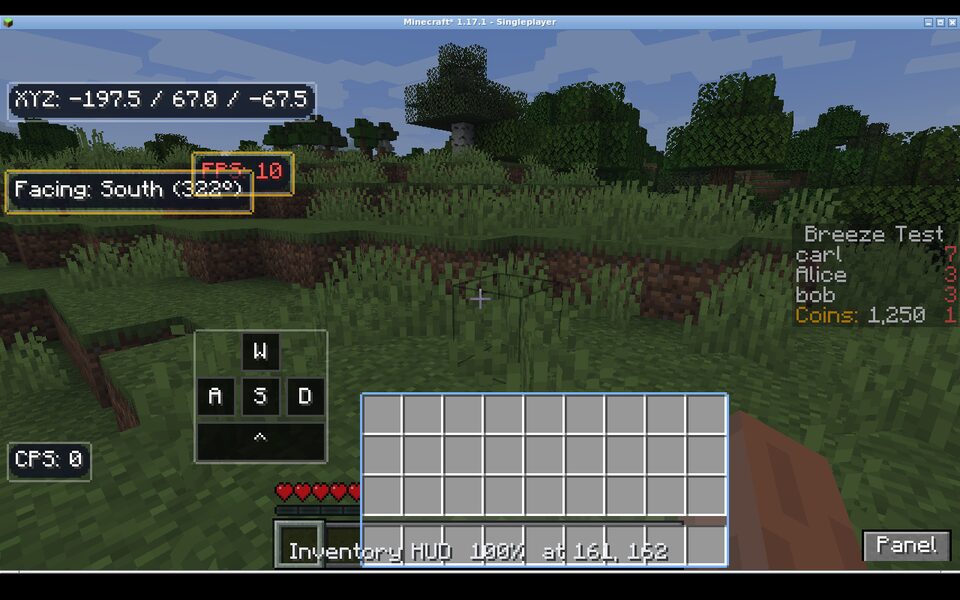 Minecraft* 1.17.1 - Singleplayer
XYZ: -197.5 / 67.0 / -67.5
FPS: 10
Facing: South (322°)
Breeze Test
carl 7
Alice 3
bob 3
Coins: 1,250 1
W
A S D
^
CPS: 0
Inventory HUD 100% at 161, 162
Panel